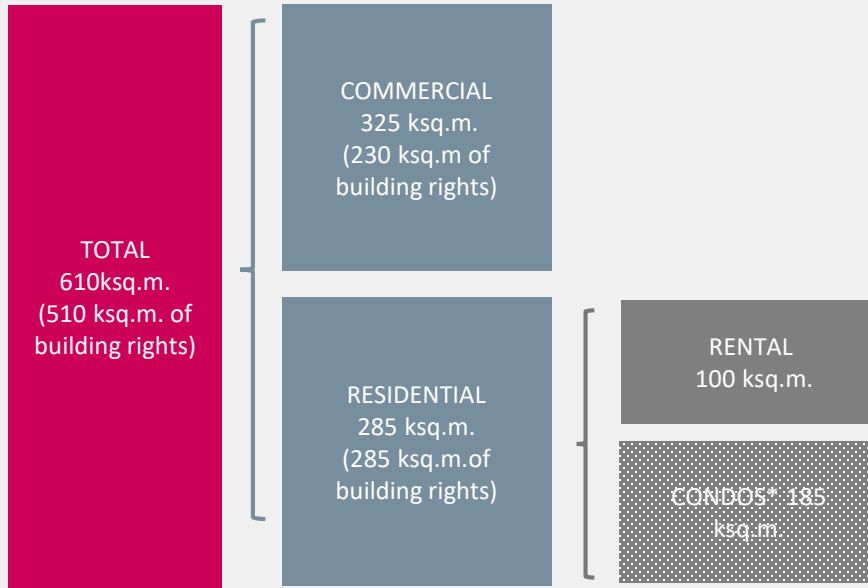 TOTAL
610ksq.m.
(510 ksq.m. of
building rights)
COMMERCIAL
325 ksq.m.
(230 ksq.m of
building rights)
RESIDENTIAL
285 ksq.m.
(285 ksq.m.of
building rights)
RENTAL
100 ksq.m.
CONDOS* 185
ksq.m.